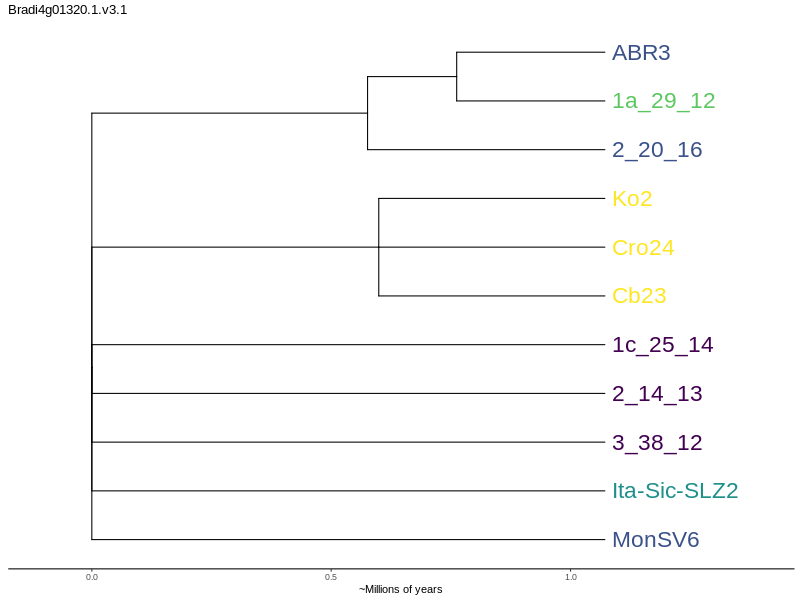 Bradi4g01320.1.v3.1
ABR3
1a_29_12
2_20_16
Ko2
Cro24
Cb23
1c_25_14
2_14_13
3_38_12
Ita-Sic-SLZ2
MonSV6
0.0 0.5 1.0
~Millions of years